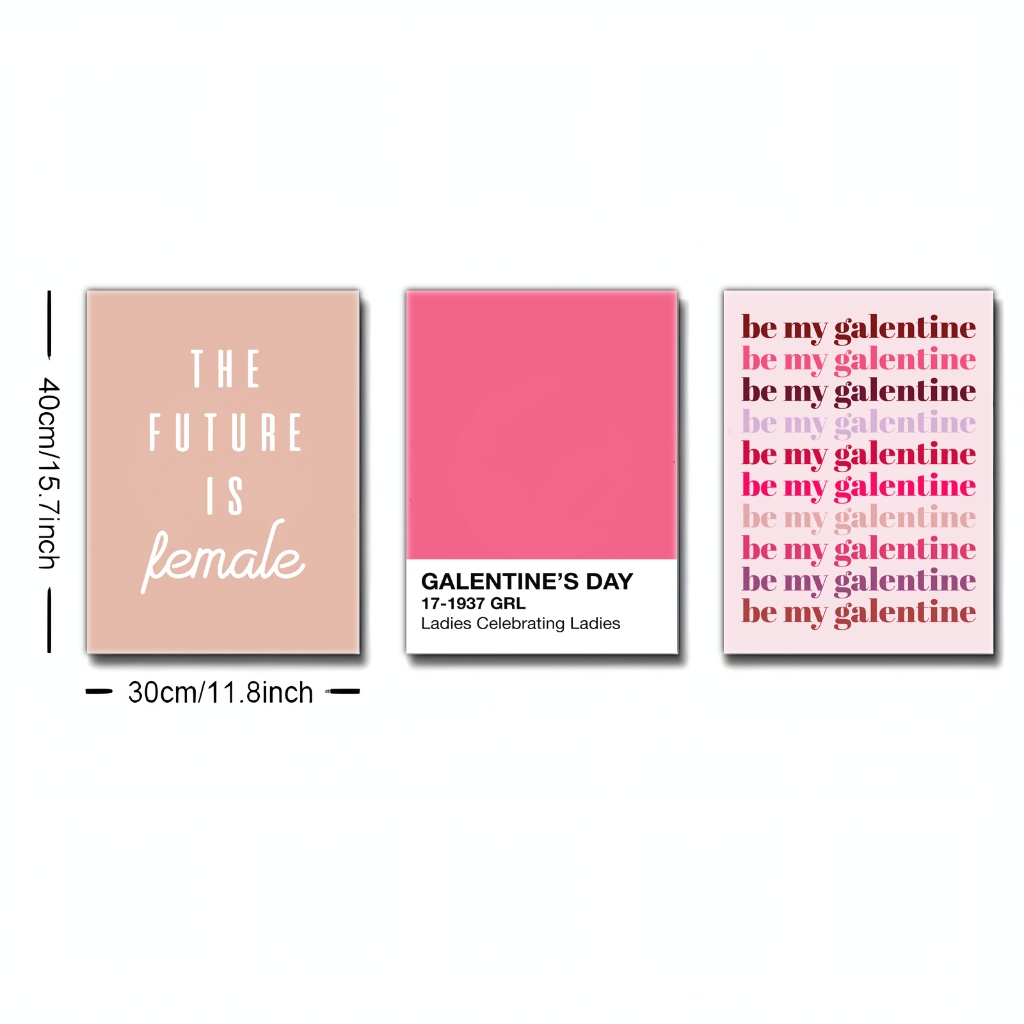 40cm/15.7inch
THE
FUTURE
IS
female
30cm/11.8inch
GALENTINE'S DAY
17-1937 GRL
Ladies Celebrating Ladies
be my galentine
be my galentine
be my galentine
be my galentine
be my galentine
be my galentine
be my galentine
be my galentine
be my galentine
be my galentine